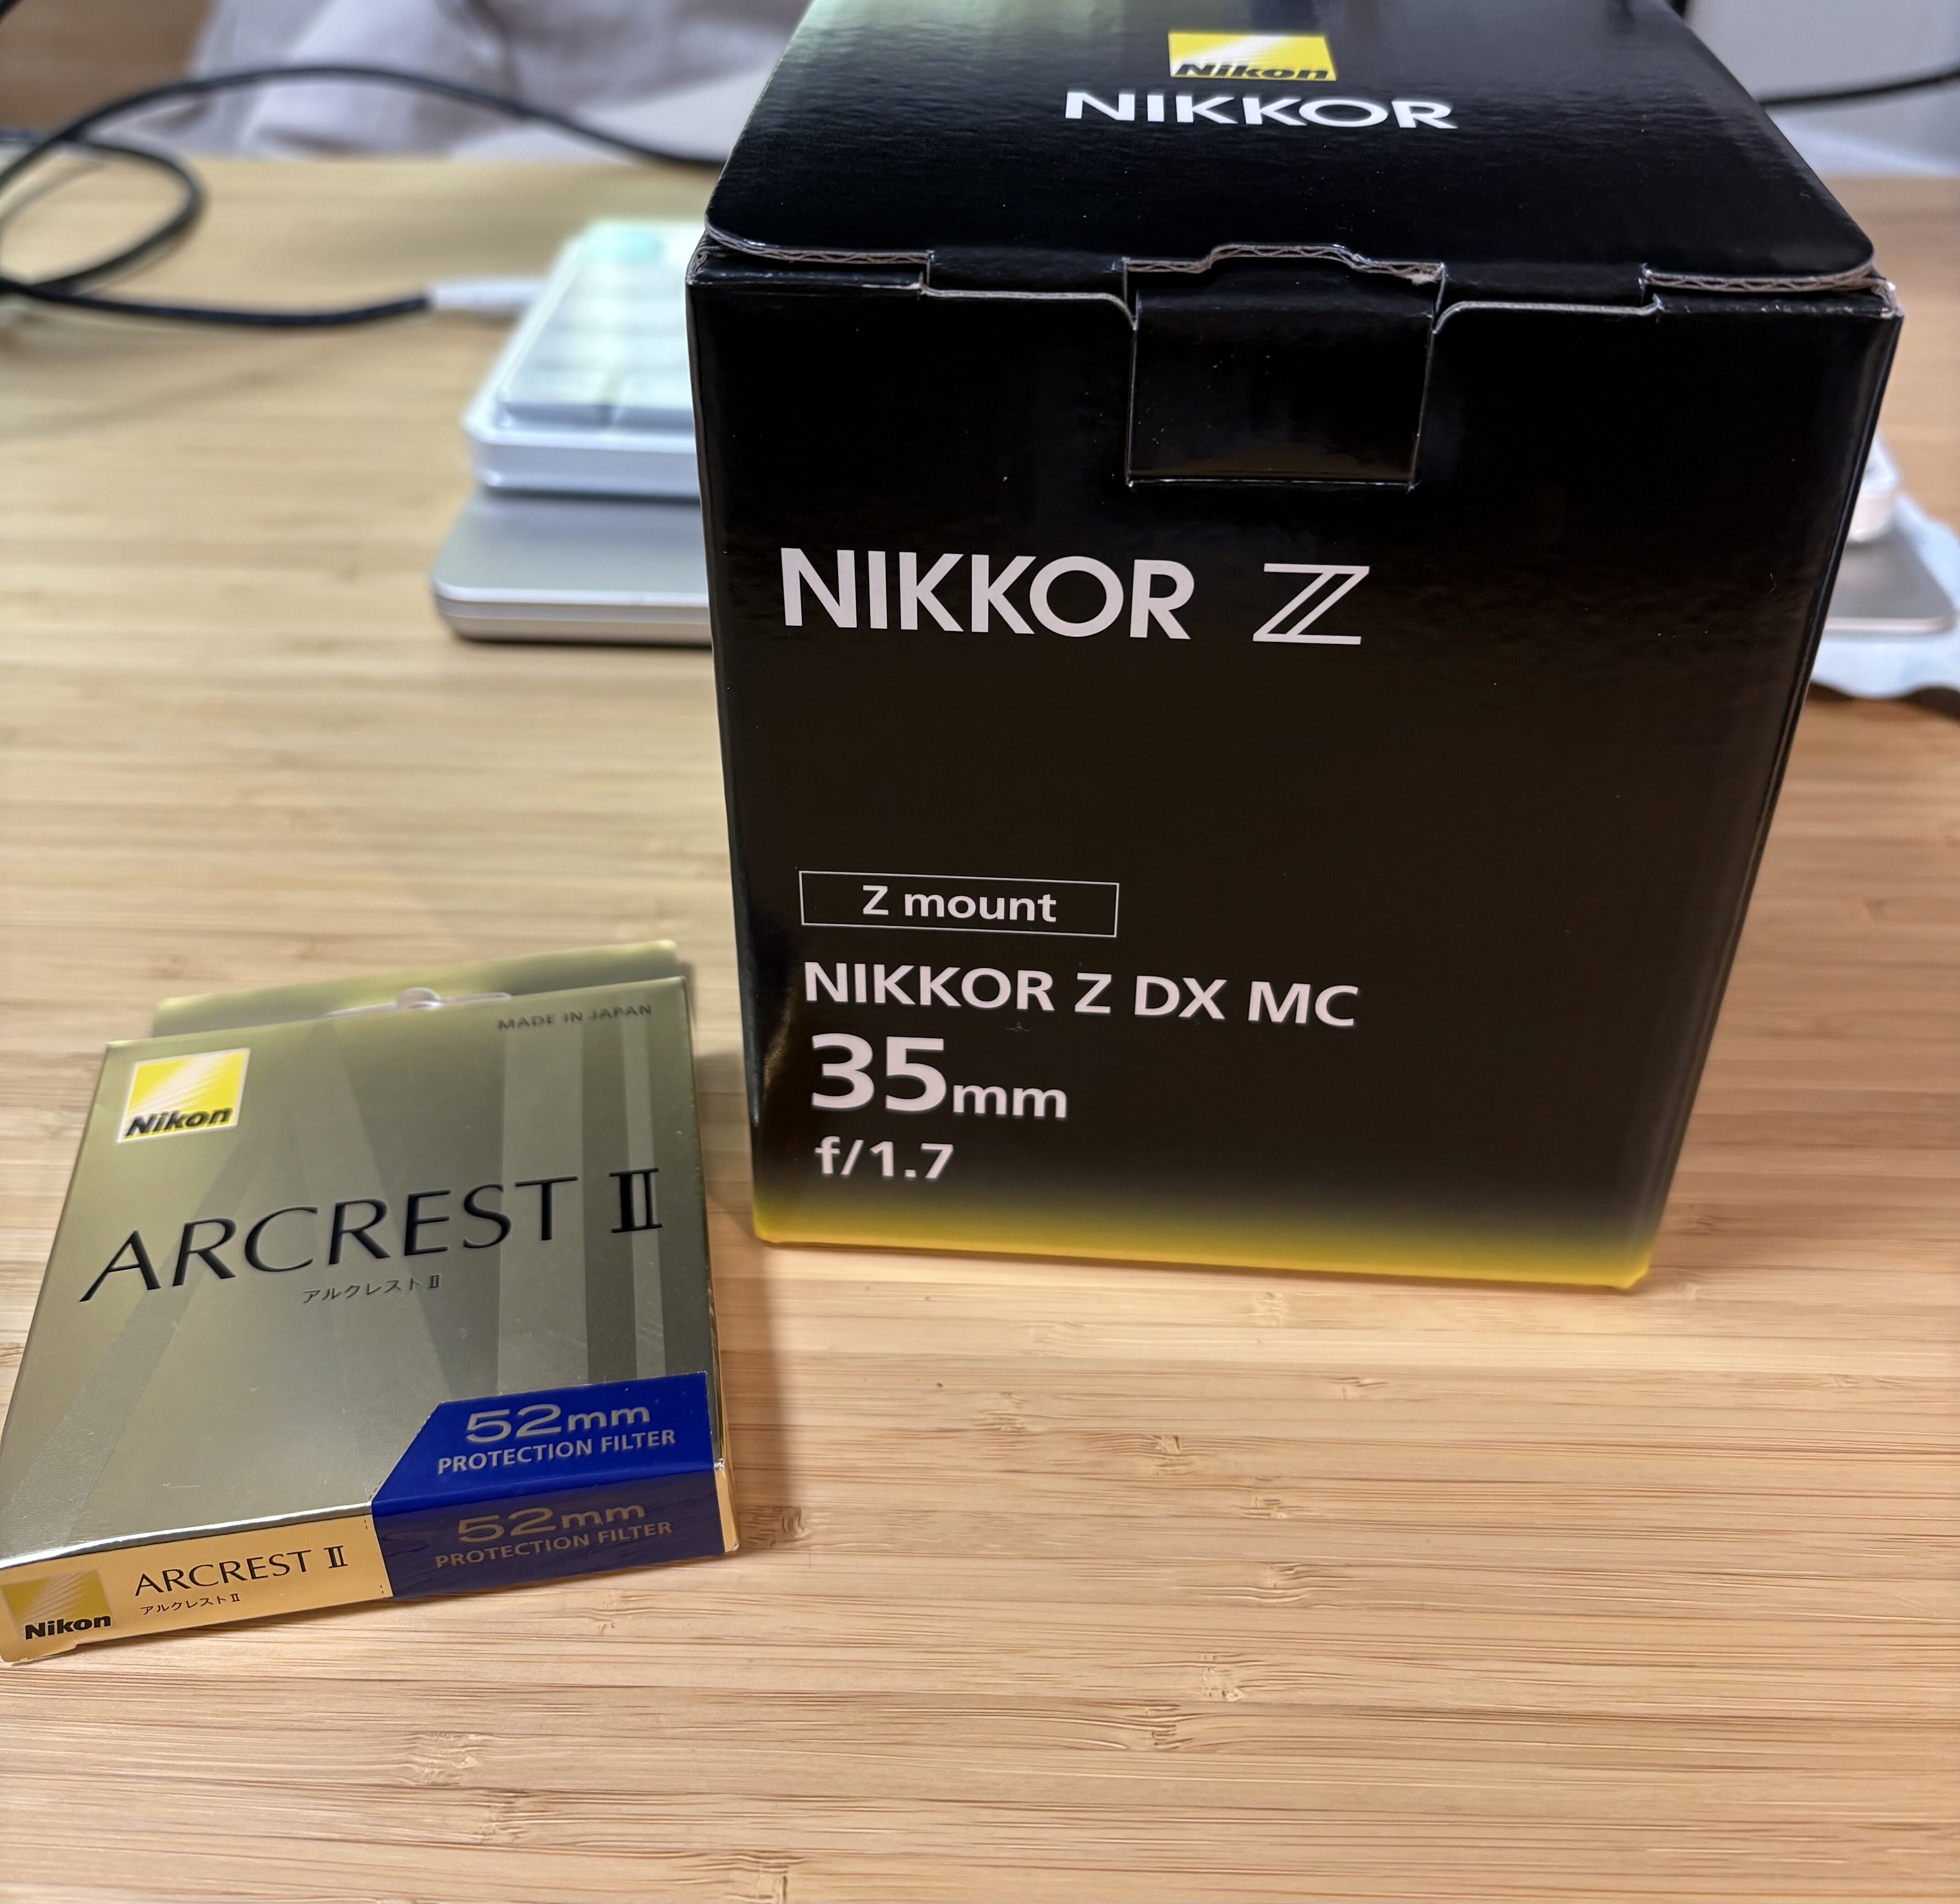 Nikon
NIKKOR
NIKKOR Z
Z mount
NIKKOR Z DX MC
35mm
f/1.7
MADE IN JAPAN
Nikon
ARCREST II
アルクレストII
52mm
PROTECTION FILTER
52mm
PROTECTION FILTER
ARCREST II
アルクレストII
Nikon